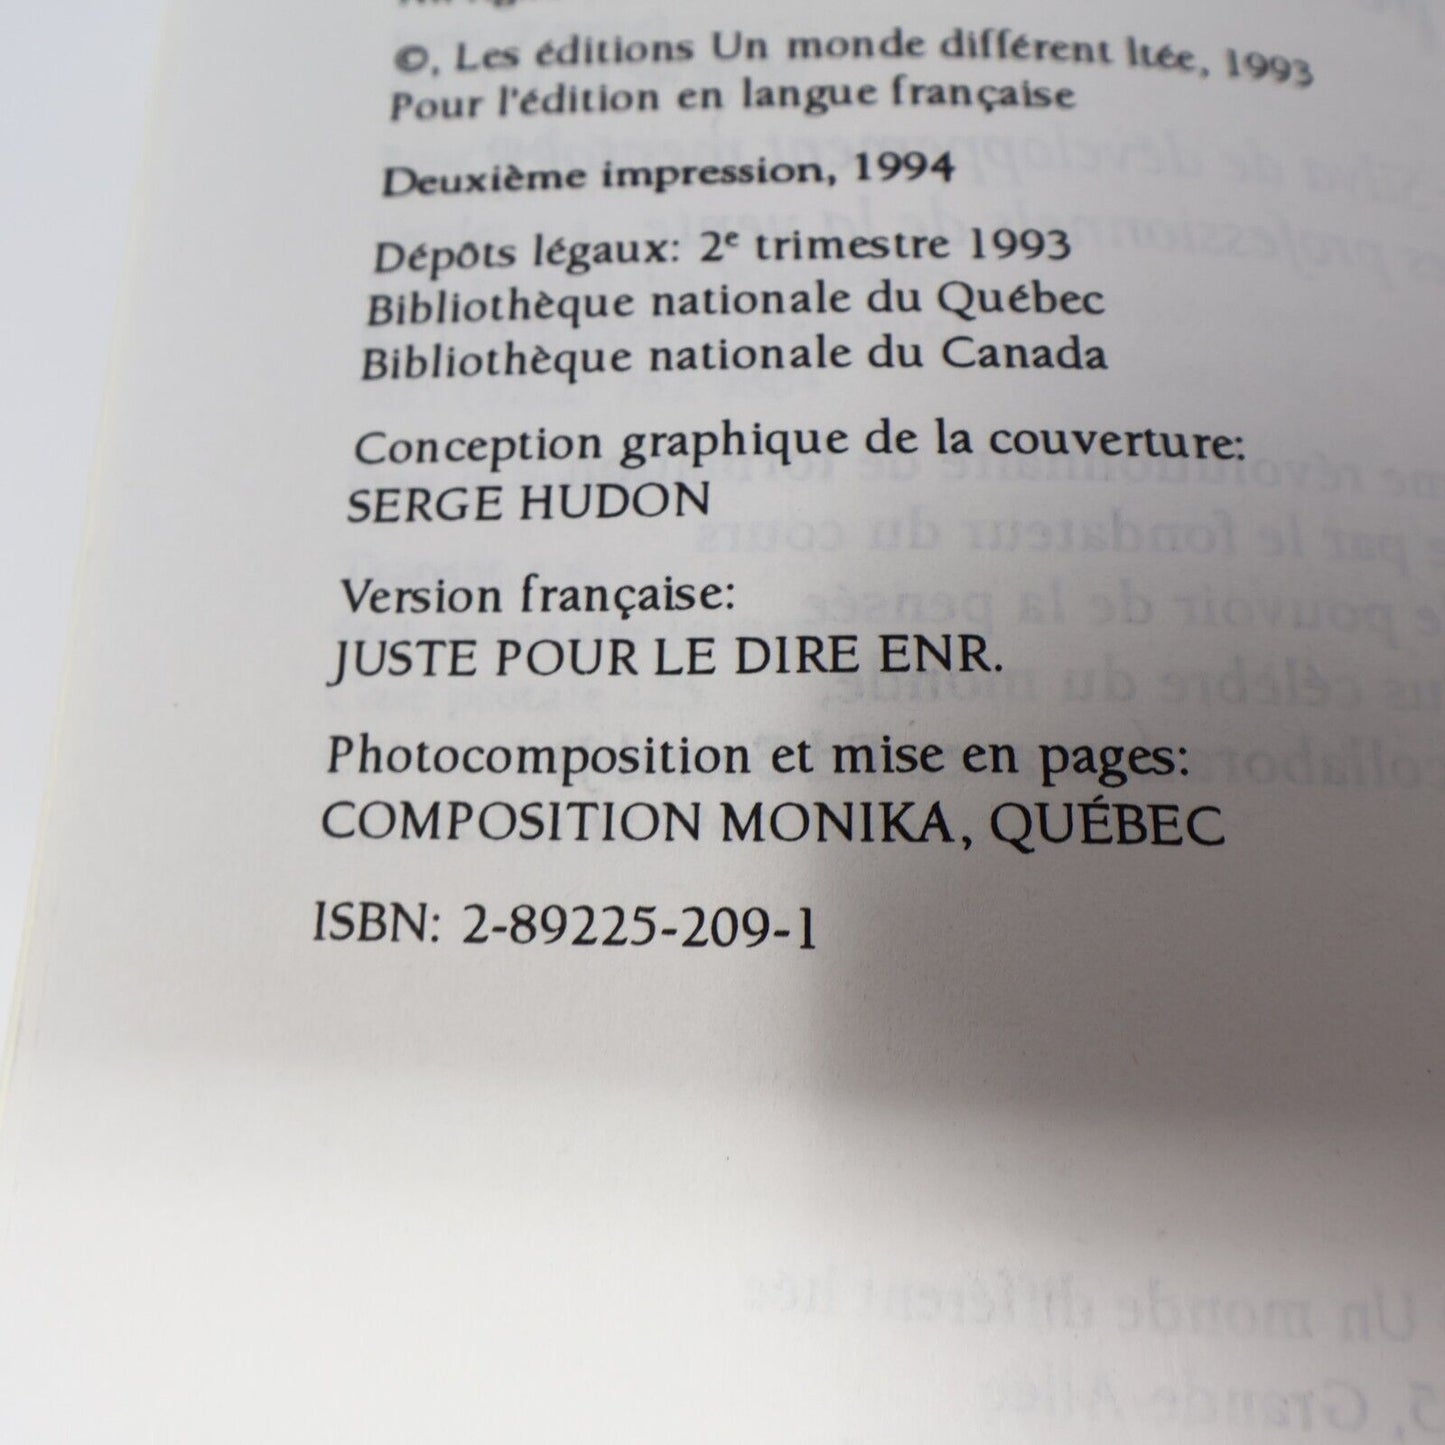 ©, Les éditions Un monde différent ltée, 1993
Pour l'édition en langue française
Deuxième impression, 1994
Dépôts légaux: 2e trimestre 1993
Bibliothèque nationale du Québec
Bibliothèque nationale du Canada
Conception graphique de la couverture:
SERGE HUDON
Version française:
JUSTE POUR LE DIRE ENR.
Photocomposition et mise en pages:
COMPOSITION MONIKA, QUÉBEC
ISBN: 2-89225-209-1